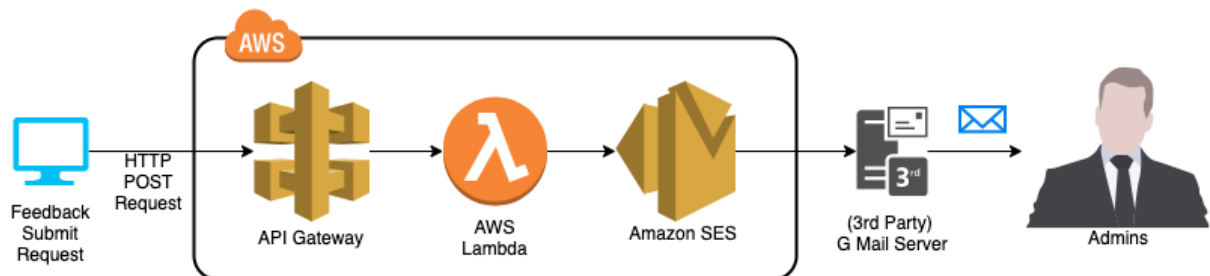 AWS
HTTP
POST
Request
3rd
Feedback
Submit
Request
API Gateway
AWS
Lambda
Amazon SES
(3rd Party)
G Mail Server
Admins